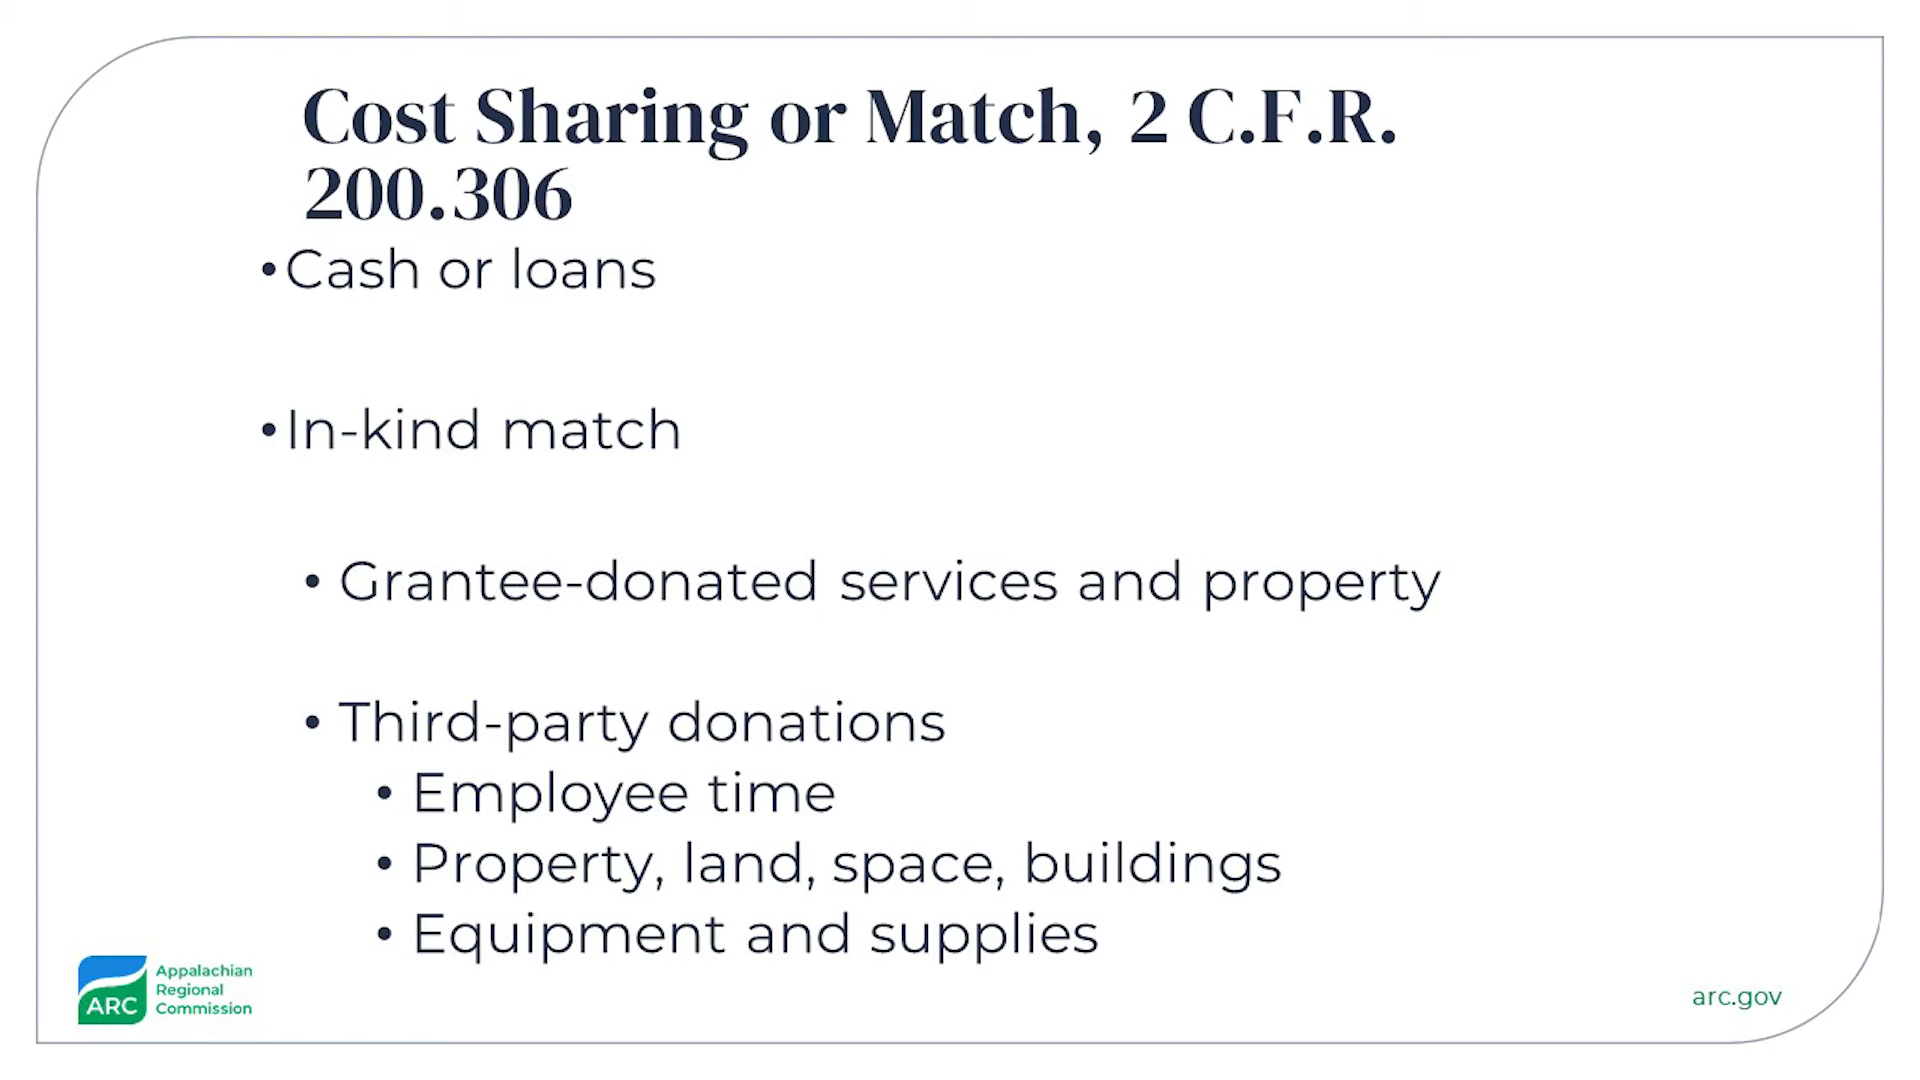 Cost Sharing or Match, 2 C.F.R.
200.306
•Cash or loans
•In-kind match
• Grantee-donated services and property
• Third-party donations
• Employee time
• Property, land, space, buildings
• Equipment and supplies
ARC
Appalachian
Regional
Commission
arc.gov